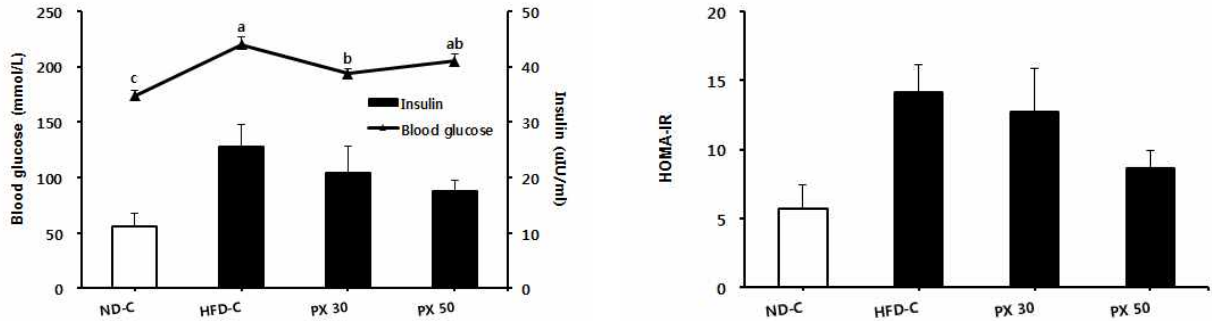 250
200
150
100
50
0
Blood glucose (mmol/L)
c
a
b
ab
Insulin
Blood glucose
50
40
30
20
10
0
Insulin (uIU/ml)
ND-C
HFD-C
PX 30
PX 50
20
15
10
5
0
HOMA-IR
ND-C
HFD-C
PX 30
PX 50